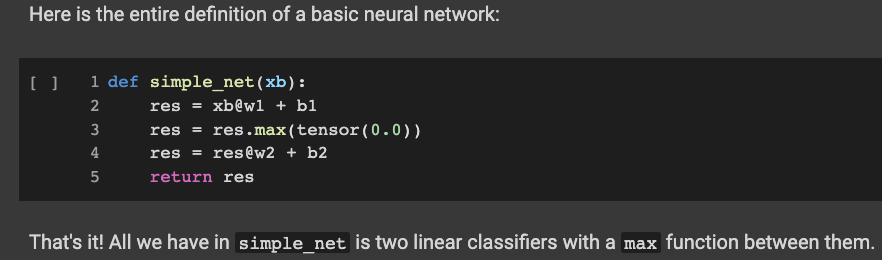 Here is the entire definition of a basic neural network:
[ ] 1 def simple_net(xb):
2     res = xb@w1 + b1
3     res = res.max(tensor(0.0))
4     res = res@w2 + b2
5     return res
That's it! All we have in simple_net is two linear classifiers with a max function between them.